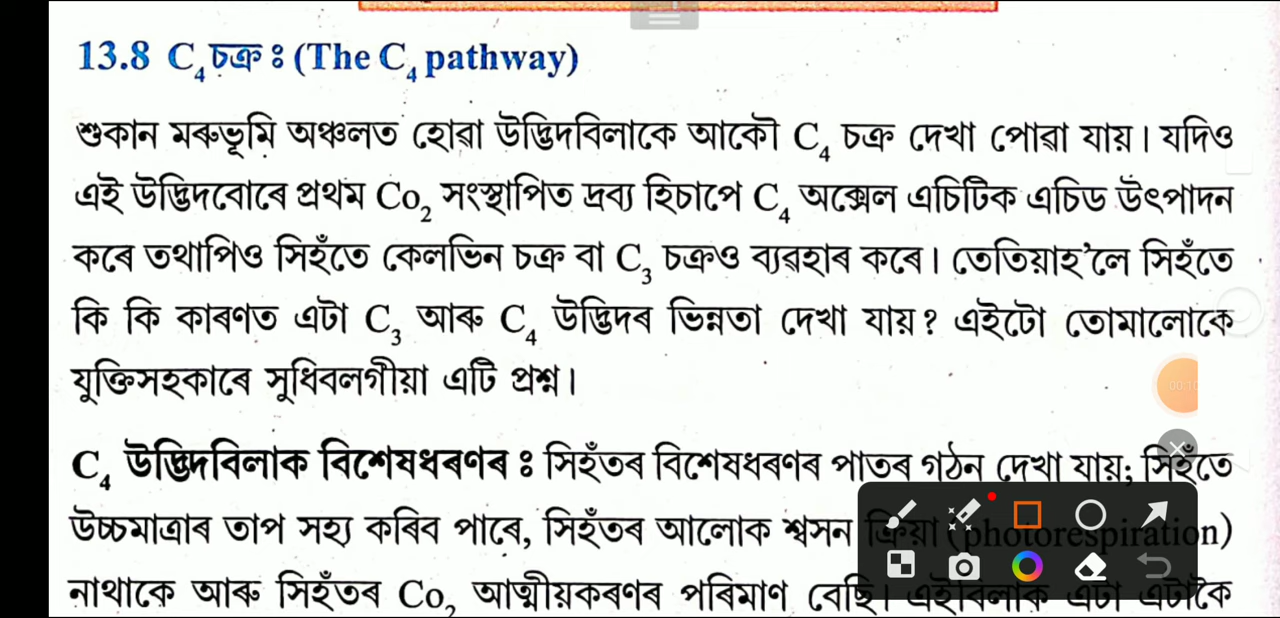 13.8 C₄ চক্ৰ ঃ (The C₄ pathway)
শুকান মৰুভূমি অঞ্চলত হোৱা উদ্ভিদবিলাকে আকৌ C₄ চক্ৰ দেখা পোৱা যায়। যদিও
এই উদ্ভিদবোৰে প্ৰথম Co₂ সংস্থাপিত দ্ৰব্য হিচাপে C₄ অক্সেল এচিটিক এচিড উৎপাদন
কৰে তথাপিও সিহঁতে কেলভিন চক্ৰ বা C₃ চক্ৰও ব্যৱহাৰ কৰে। তেতিয়াহ'লে সিহঁতে
কি কি কাৰণত এটা C₃ আৰু C₄ উদ্ভিদৰ ভিন্নতা দেখা যায়? এইটো তোমালোকে
যুক্তিসহকাৰে সুধিবলগীয়া এটি প্ৰশ্ন।
C₄ উদ্ভিদবিলাক বিশেষধৰণৰ ঃ সিহঁতৰ বিশেষধৰণৰ পাতৰ গঠন দেখা যায়; সিহঁতে
উচ্চমাত্ৰাৰ তাপ সহ্য কৰিব পাৰে, সিহঁতৰ আলোক শ্বসন ক্ৰিয়া (photorespiration)
নাথাকে আৰু সিহঁতৰ Co₂ আত্মীয়কৰণৰ পৰিমাণ বেছি। এইবিলাক এটা এটাকৈ
00:10